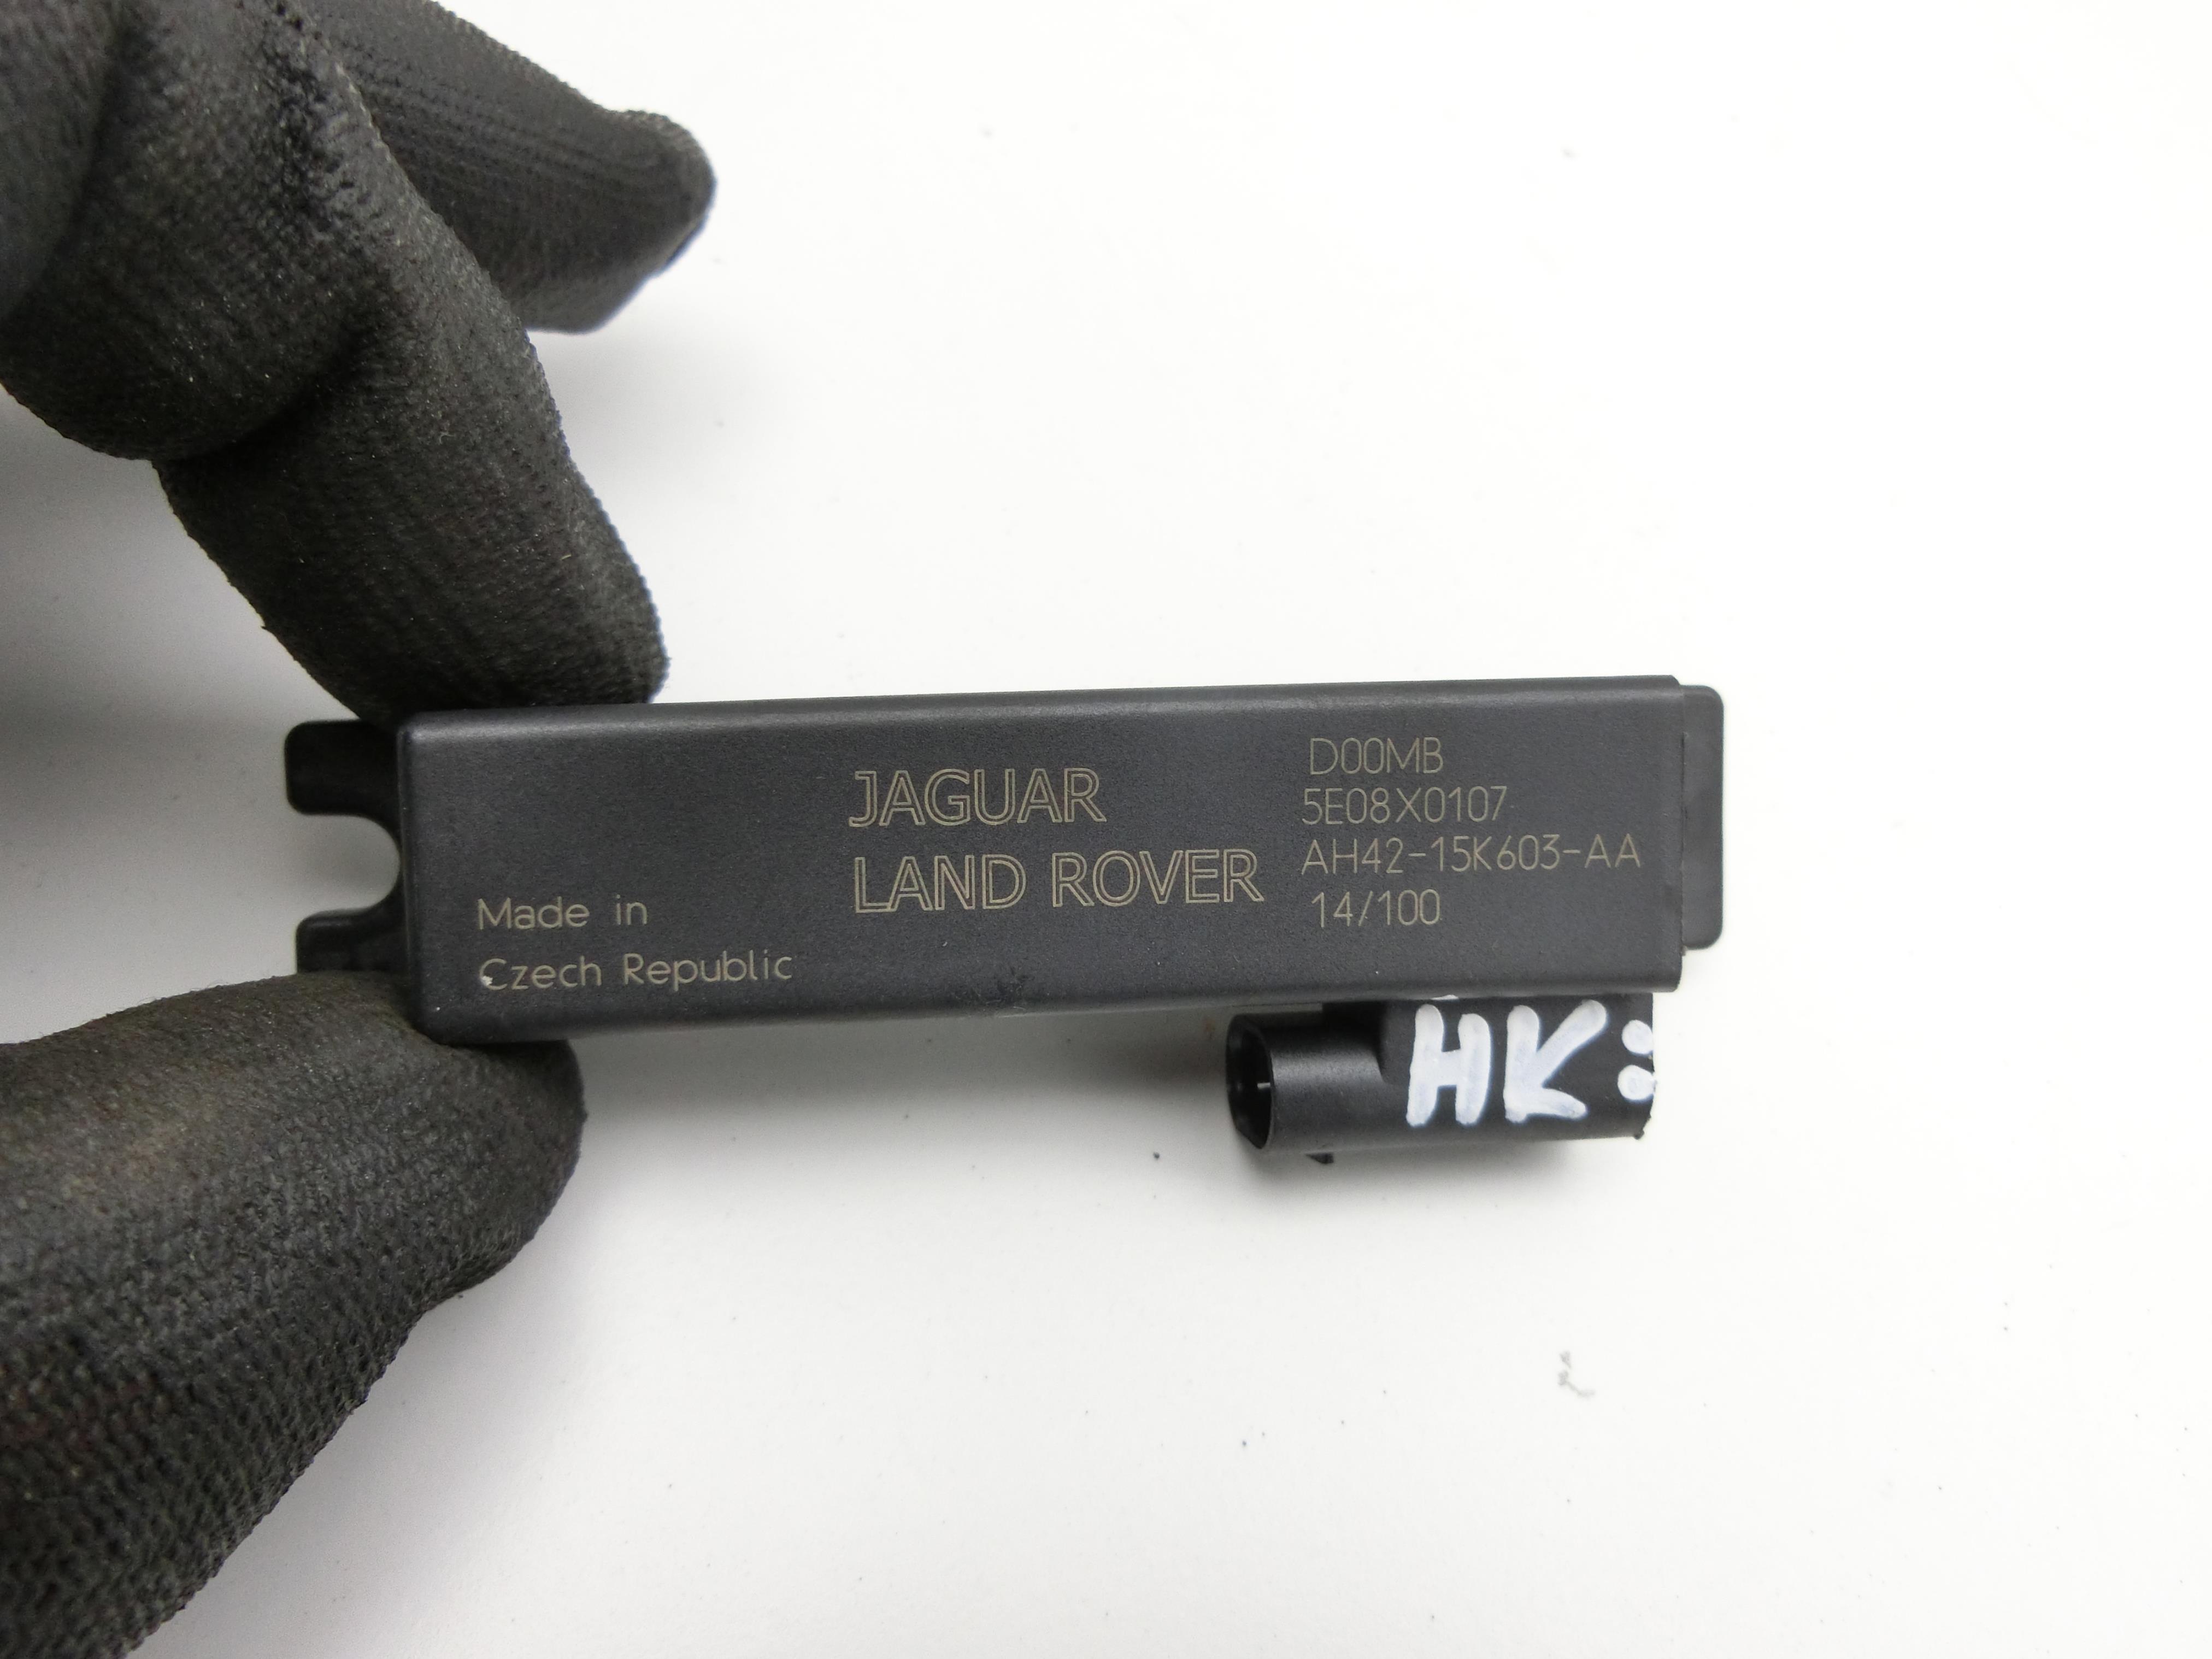 JAGUAR
LAND ROVER
D00MB
5E08X0107
AH42-15K603-AA
14/100
Made in
Czech Republic
HK: